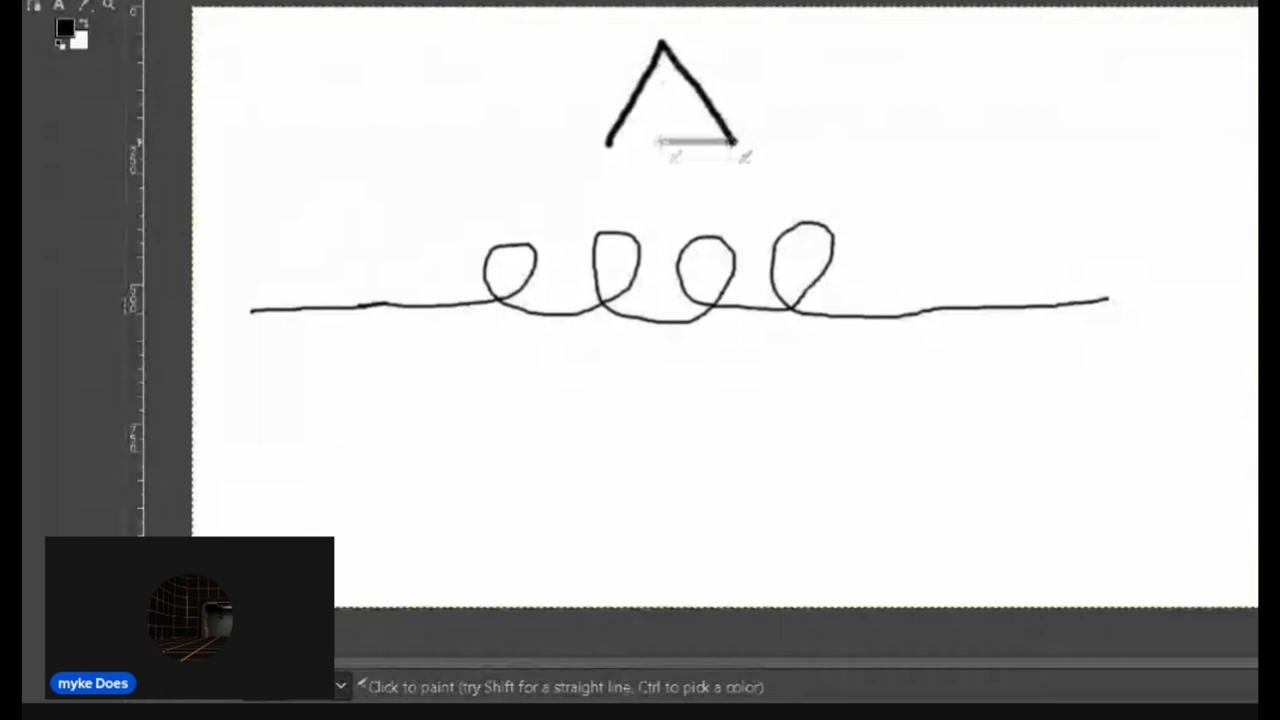 myke Does
Click to paint (try Shift for a straight line, Ctrl to pick a color)